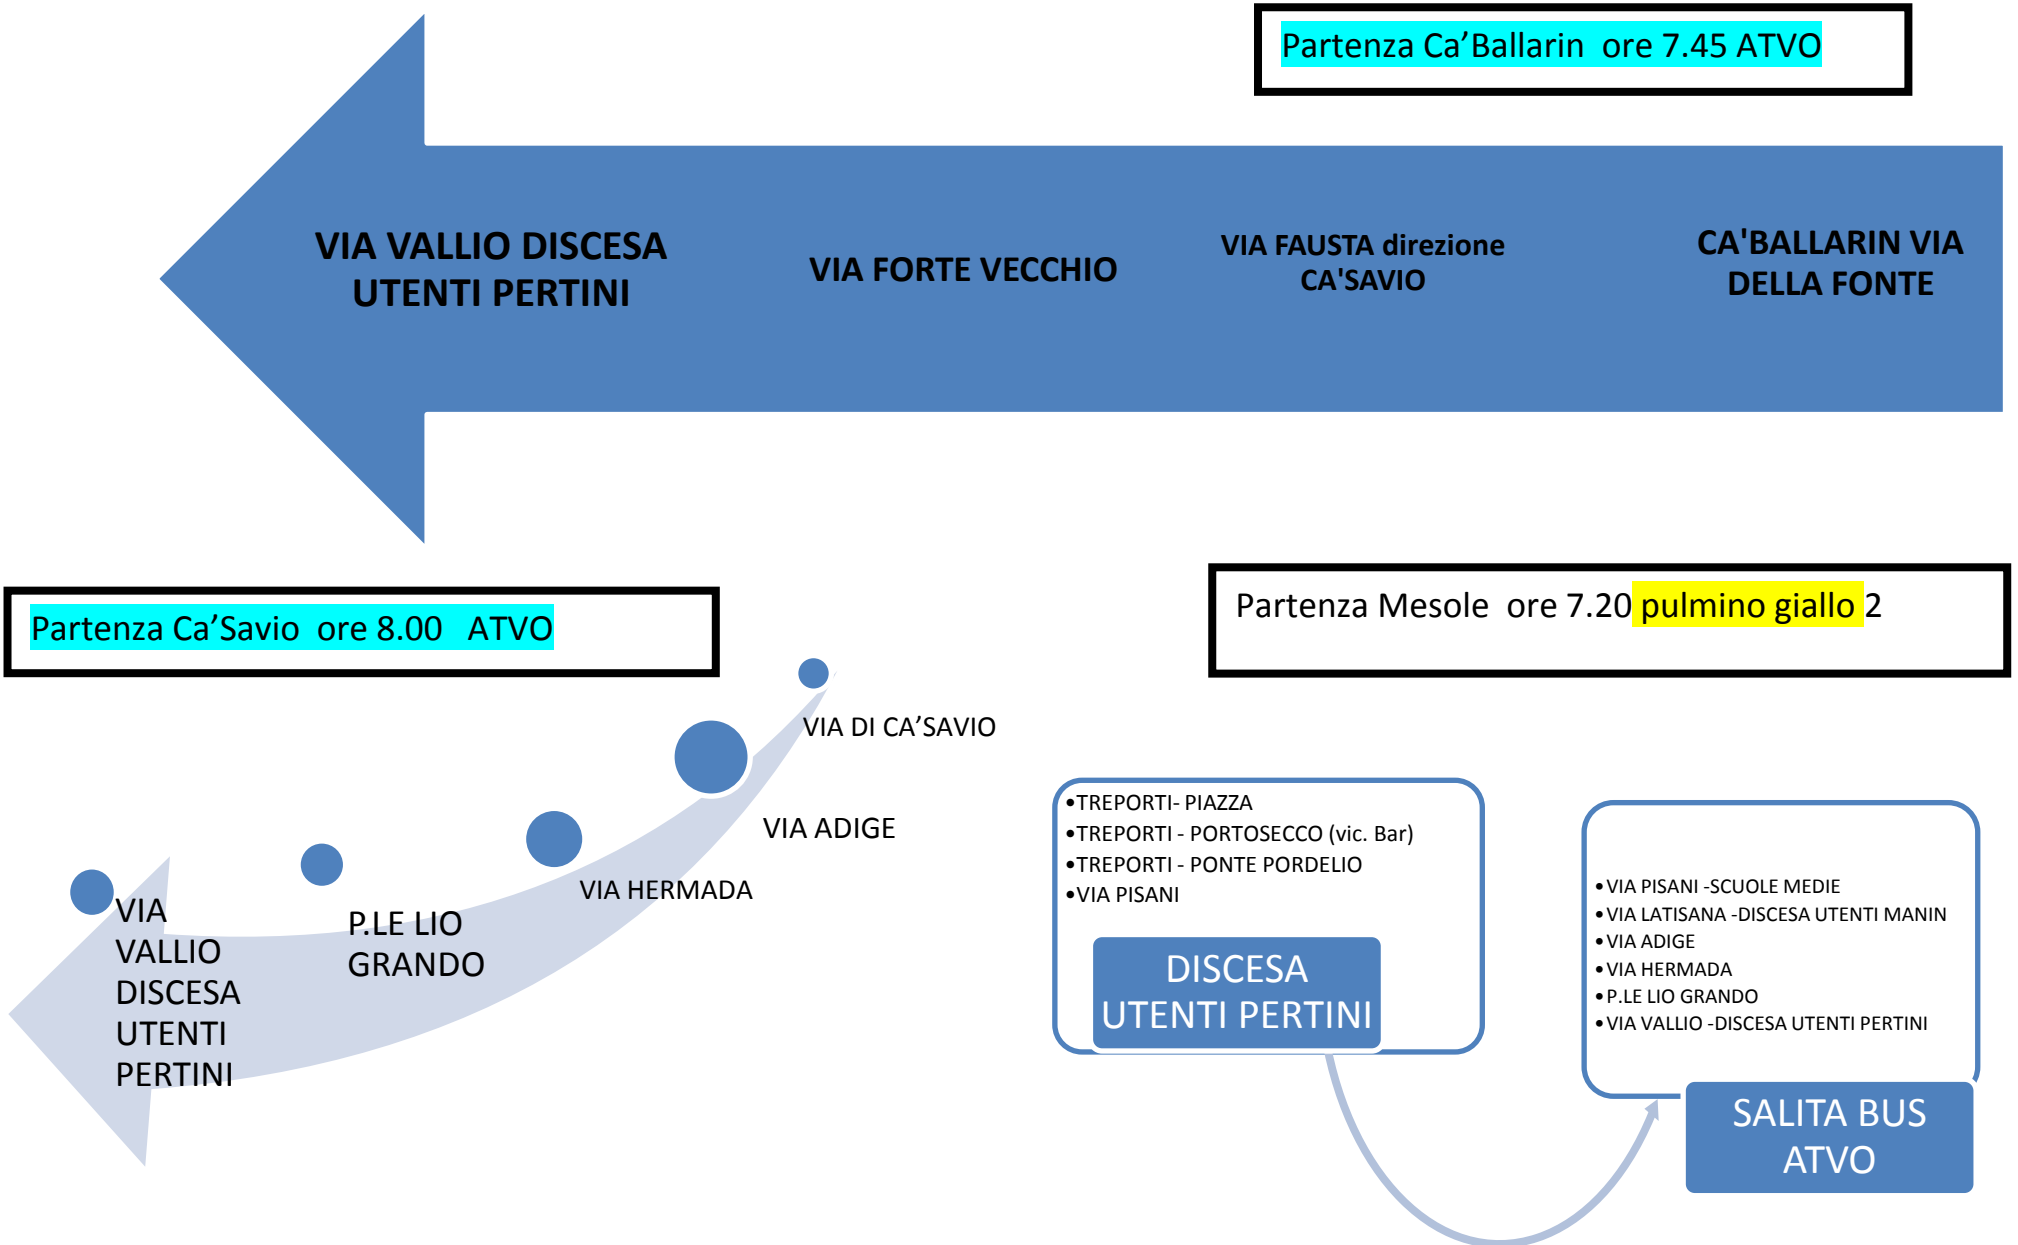 Partenza Ca'Ballarin  ore 7.45 ATVO
VIA VALLIO DISCESA
UTENTI PERTINI
VIA FORTE VECCHIO
VIA FAUSTA direzione
CA'SAVIO
CA'BALLARIN VIA
DELLA FONTE
Partenza Ca'Savio  ore 8.00   ATVO
Partenza Mesole  ore 7.20 pulmino giallo 2
VIA DI CA'SAVIO
VIA ADIGE
VIA HERMADA
P.LE LIO
GRANDO
VIA
VALLIO
DISCESA
UTENTI
PERTINI
•TREPORTI- PIAZZA
•TREPORTI - PORTOSECCO (vic. Bar)
•TREPORTI - PONTE PORDELIO
•VIA PISANI
DISCESA
UTENTI PERTINI
•VIA PISANI -SCUOLE MEDIE
•VIA LATISANA -DISCESA UTENTI MANIN
•VIA ADIGE
•VIA HERMADA
•P.LE LIO GRANDO
•VIA VALLIO -DISCESA UTENTI PERTINI
SALITA BUS
ATVO